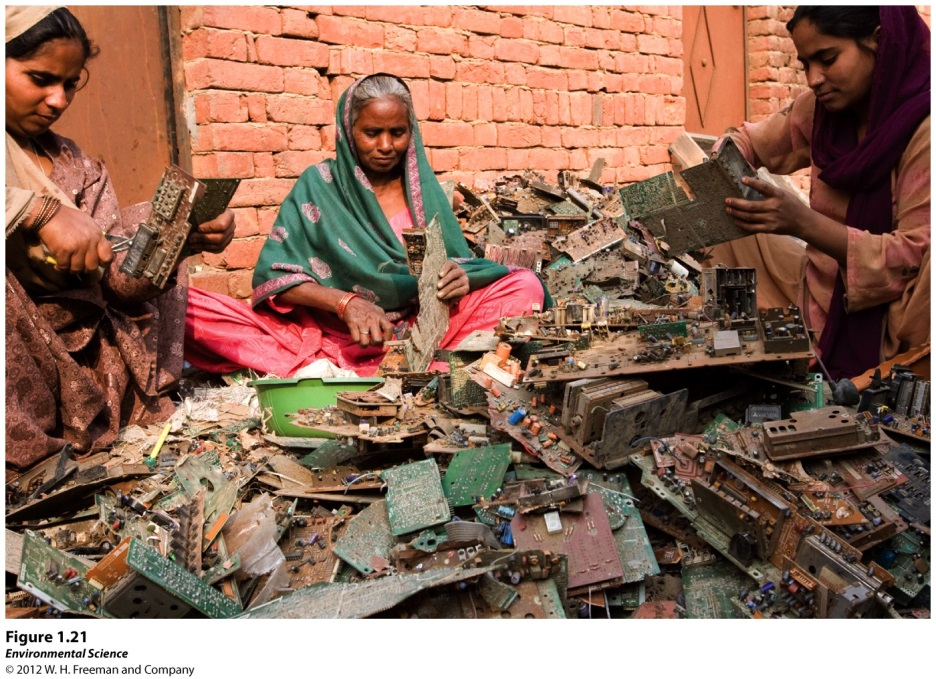 Figure 1.21
Environmental Science
© 2012 W. H. Freeman and Company